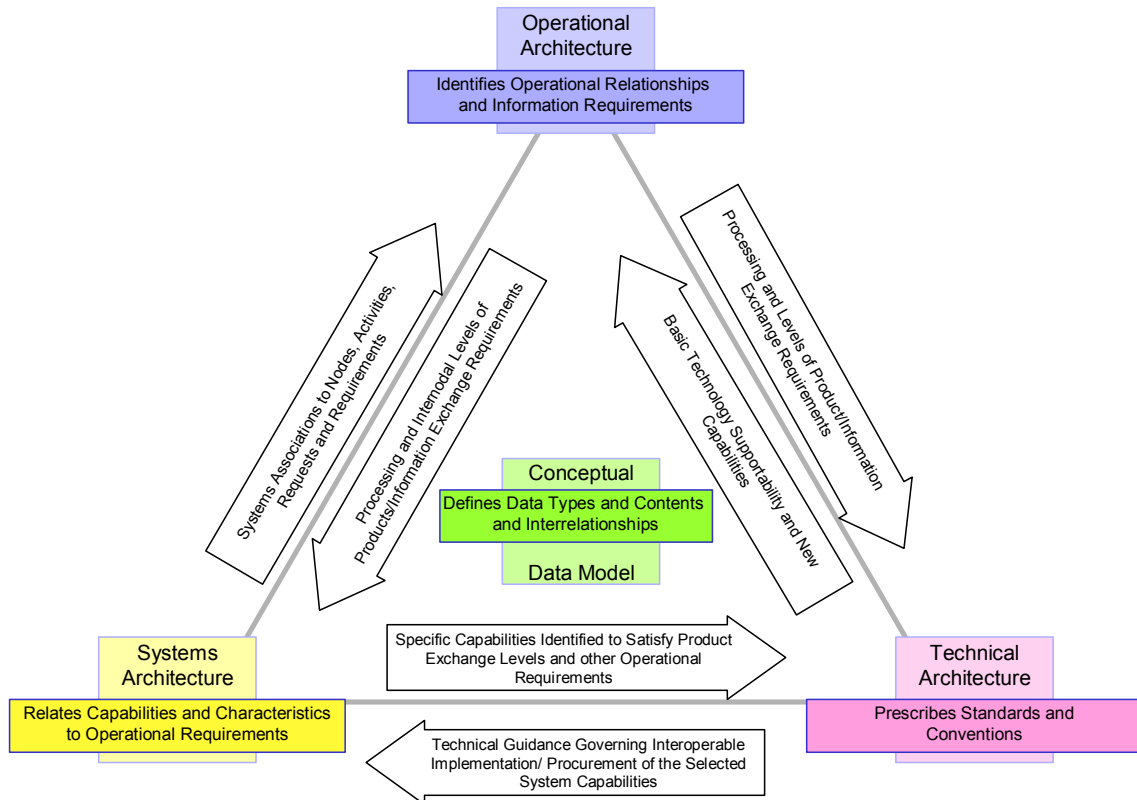 Operational
Architecture
Identifies Operational Relationships
and Information Requirements
Systems Associations to Nodes, Activities,
Requests and Requirements
Processing and Internodal Levels of
Products/Information Exchange Requirements
Basic Technology Supportability and New
Capabilities
Processing and Levels of Product/Information
Exchange Requirements
Conceptual
Defines Data Types and Contents
and Interrelationships
Data Model
Systems
Architecture
Relates Capabilities and Characteristics
to Operational Requirements
Specific Capabilities Identified to Satisfy Product
Exchange Levels and other Operational
Requirements
Technical
Architecture
Prescribes Standards and
Conventions
Technical Guidance Governing Interoperable
Implementation/ Procurement of the Selected
System Capabilities